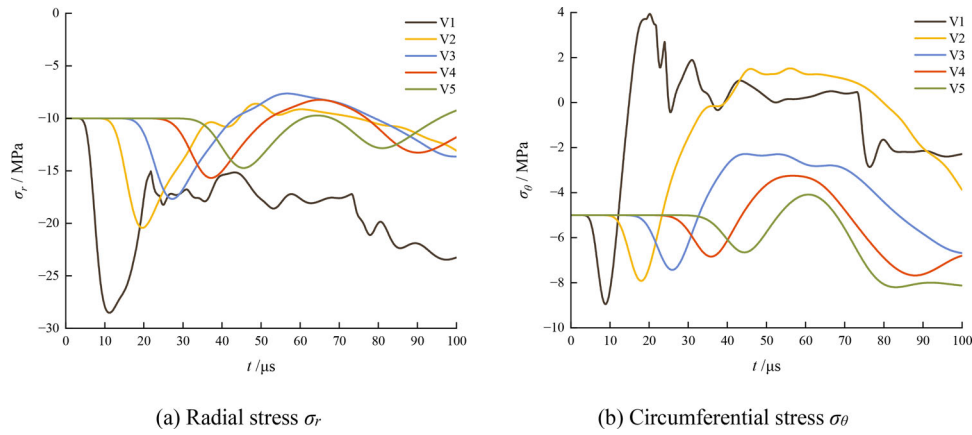 0
−5
−10
−15
−20
−25
−30
σr / MPa
0 10 20 30 40 50 60 70 80 90 100
t /μs
V1
V2
V3
V4
V5
(a) Radial stress σr
4
2
0
−2
−4
−6
−8
−10
σθ / MPa
0 10 20 30 40 50 60 70 80 90 100
t /μs
V1
V2
V3
V4
V5
(b) Circumferential stress σθ